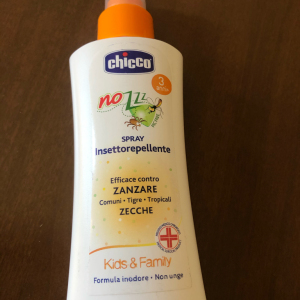 chicco
3
noZzz
SPRAY
Insettorepellente
Efficace contro
ZANZARE
Comuni • Tigre • Tropicali
ZECCHE
Kids & Family
Formula inodore • Non unge